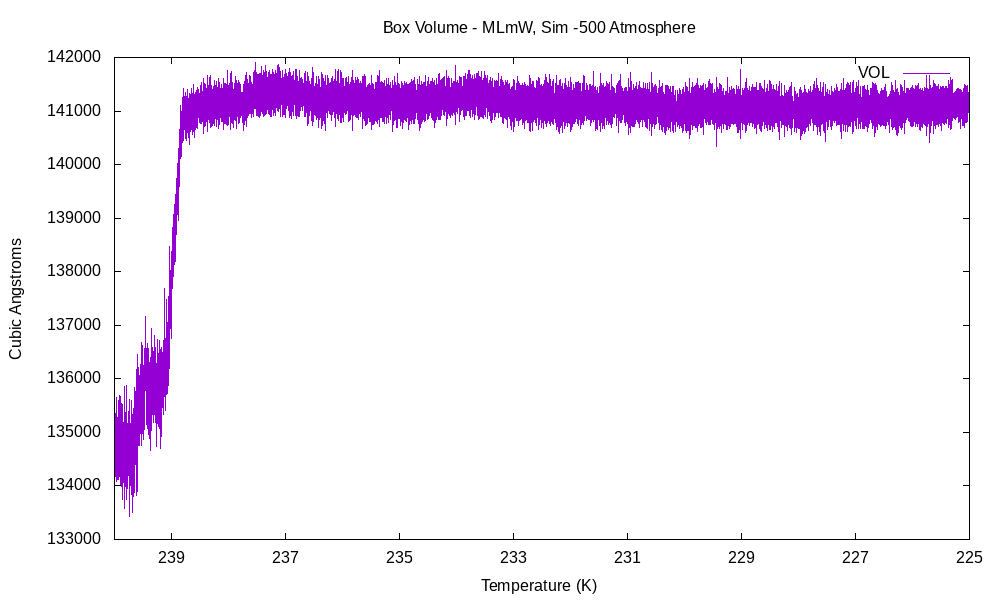 Box Volume - MLmW, Sim -500 Atmosphere
VOL
142000
141000
140000
139000
138000
137000
136000
135000
134000
133000
Cubic Angstroms
239 237 235 233 231 229 227 225
Temperature (K)